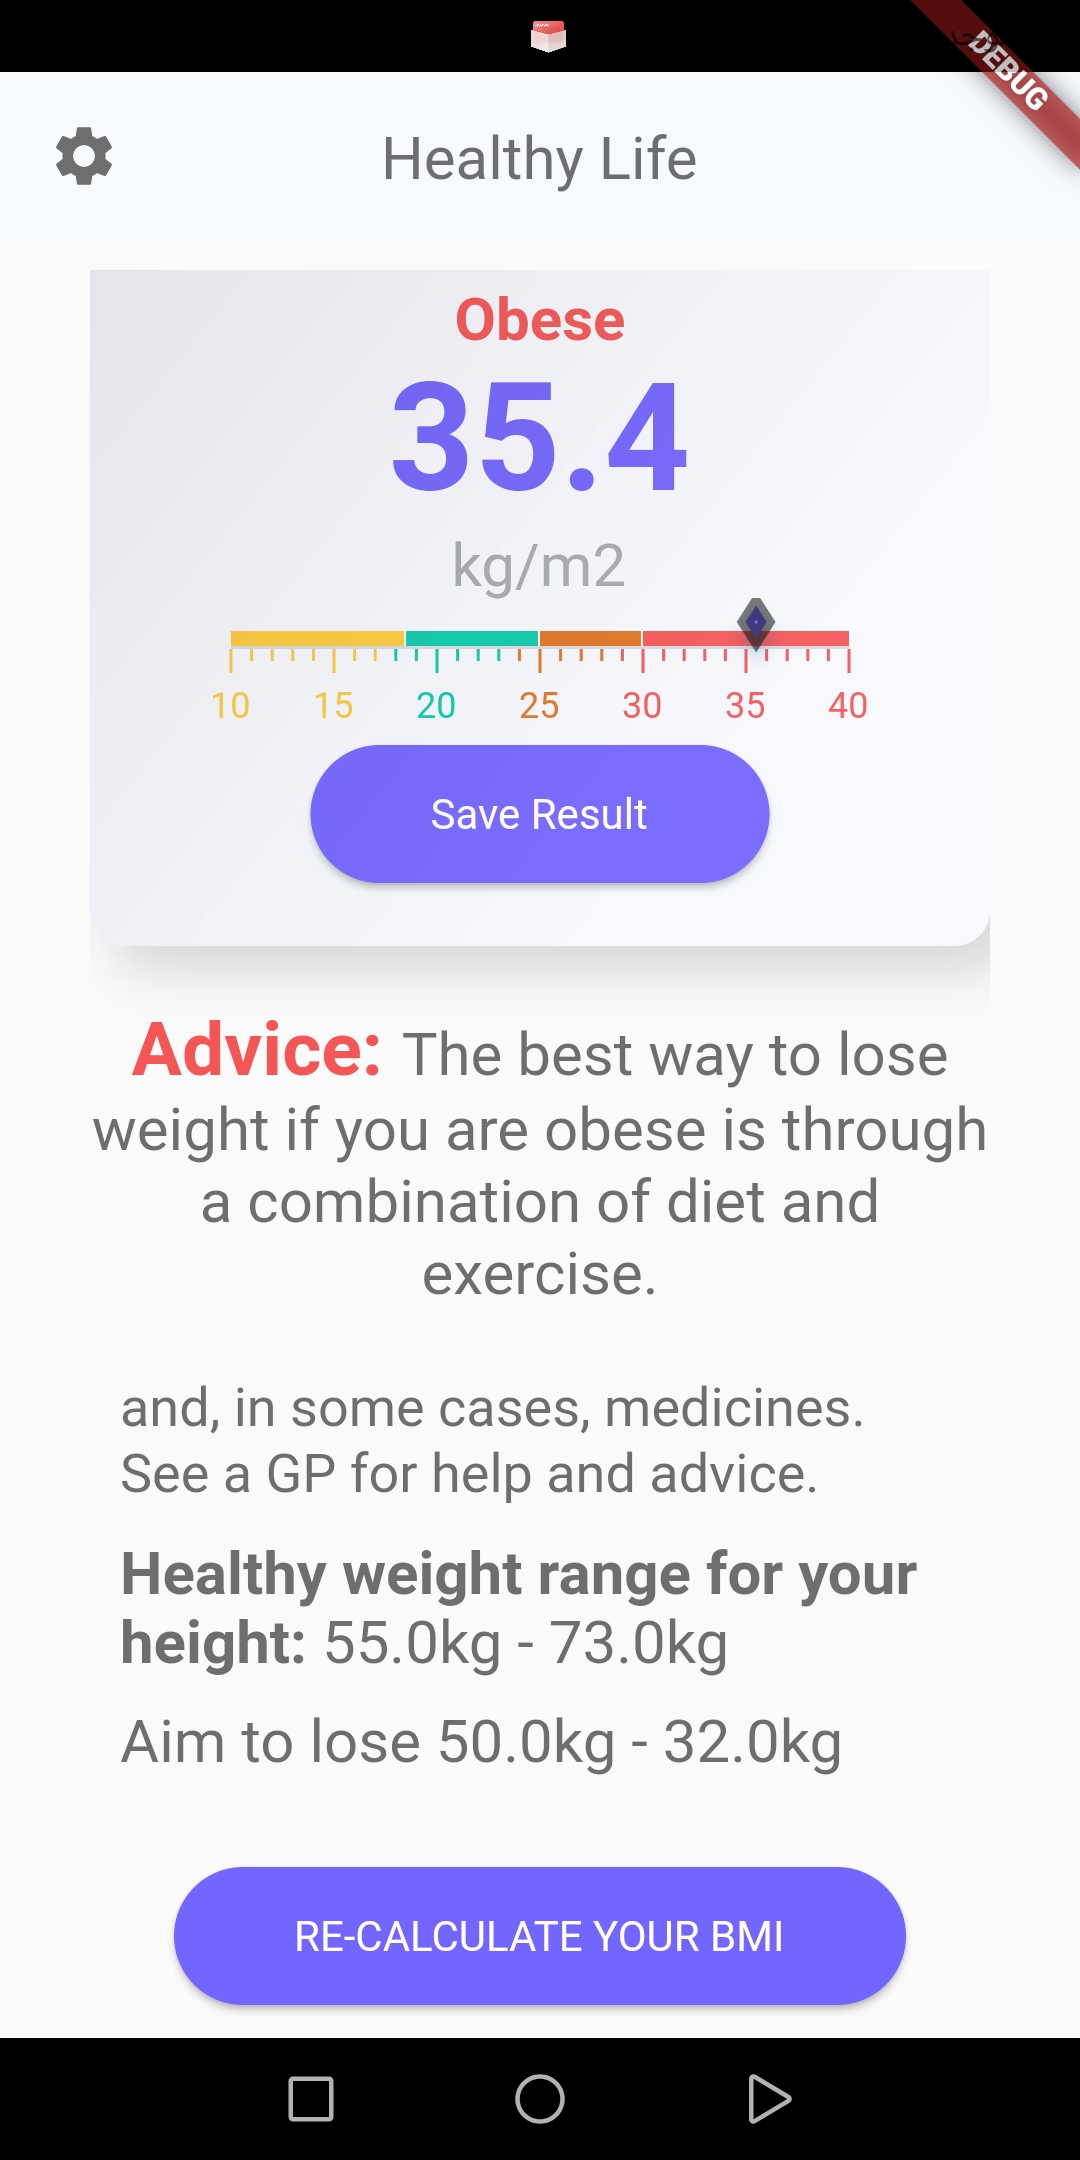 DEBUG
Healthy Life
Obese
35.4
kg/m2
10 15 20 25 30 35 40
Save Result
Advice: The best way to lose
weight if you are obese is through
a combination of diet and
exercise.
and, in some cases, medicines.
See a GP for help and advice.
Healthy weight range for your
height: 55.0kg - 73.0kg
Aim to lose 50.0kg - 32.0kg
RE-CALCULATE YOUR BMI